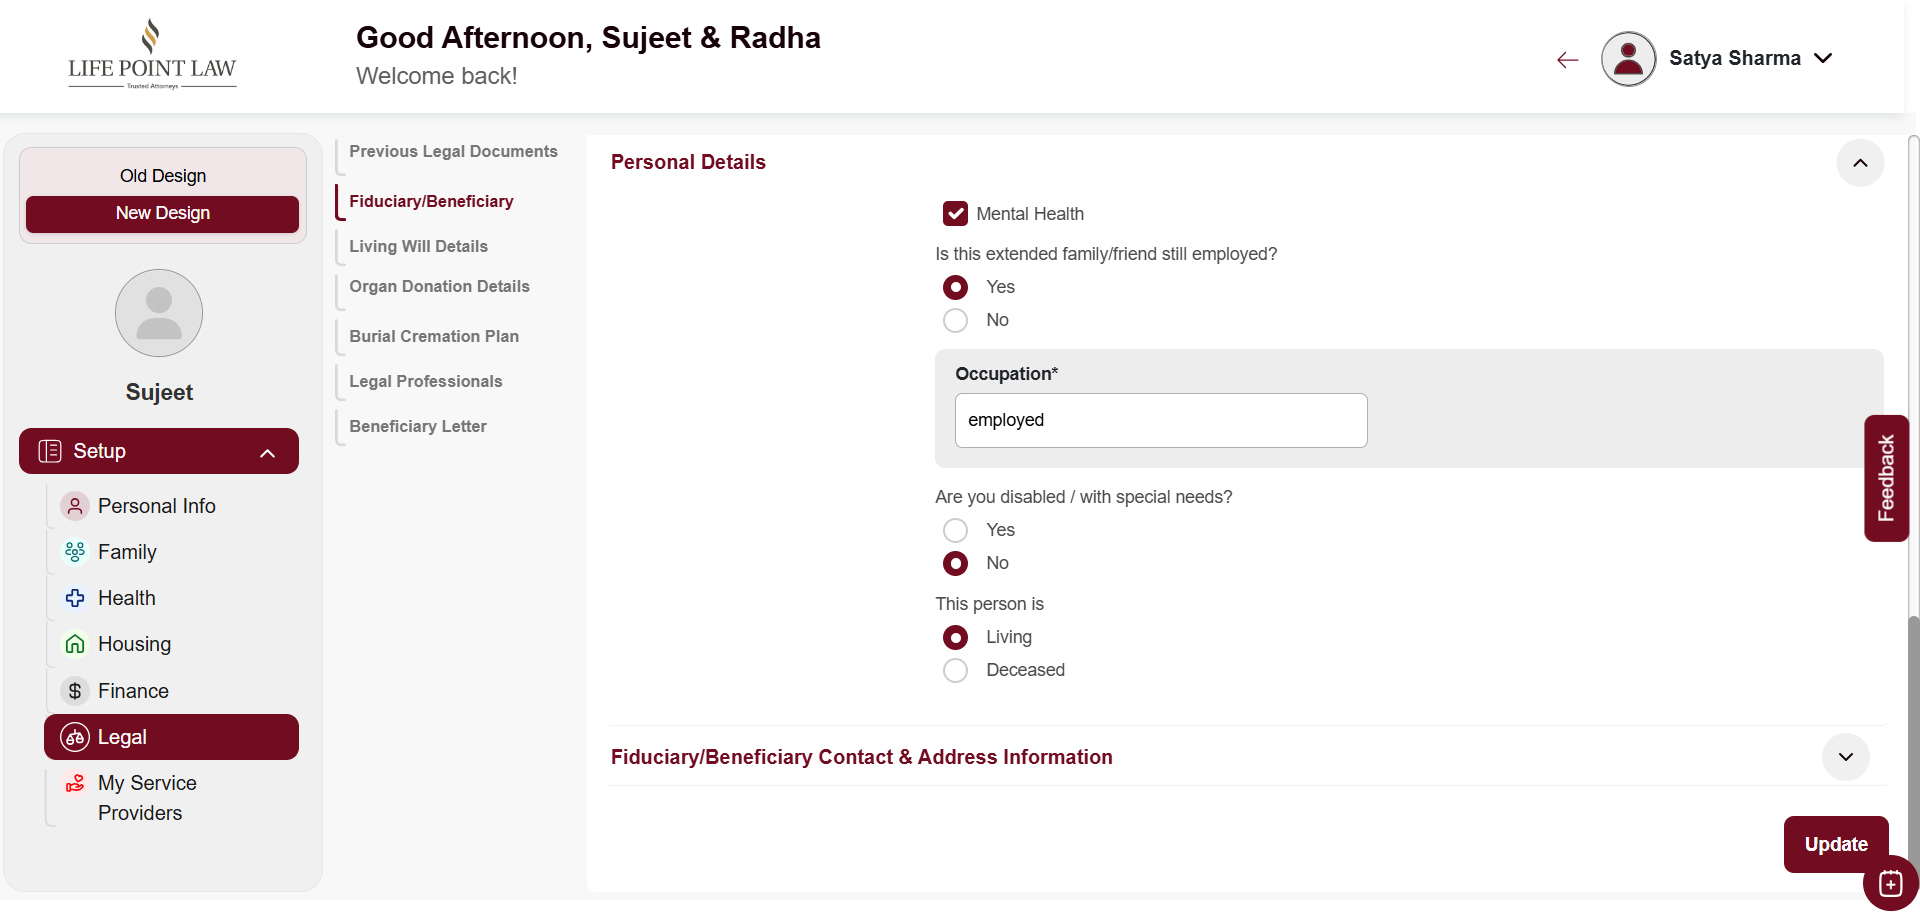 LIFE POINT LAW
Trusted Attorneys
Good Afternoon, Sujeet & Radha
Welcome back!
Satya Sharma
Old Design
New Design
Sujeet
Setup
Personal Info
Family
Health
Housing
Finance
Legal
My Service
Providers
Previous Legal Documents
Fiduciary/Beneficiary
Living Will Details
Organ Donation Details
Burial Cremation Plan
Legal Professionals
Beneficiary Letter
Personal Details
Mental Health
Is this extended family/friend still employed?
Yes
No
Occupation*
employed
Are you disabled / with special needs?
Yes
No
This person is
Living
Deceased
Fiduciary/Beneficiary Contact & Address Information
Update
Feedback